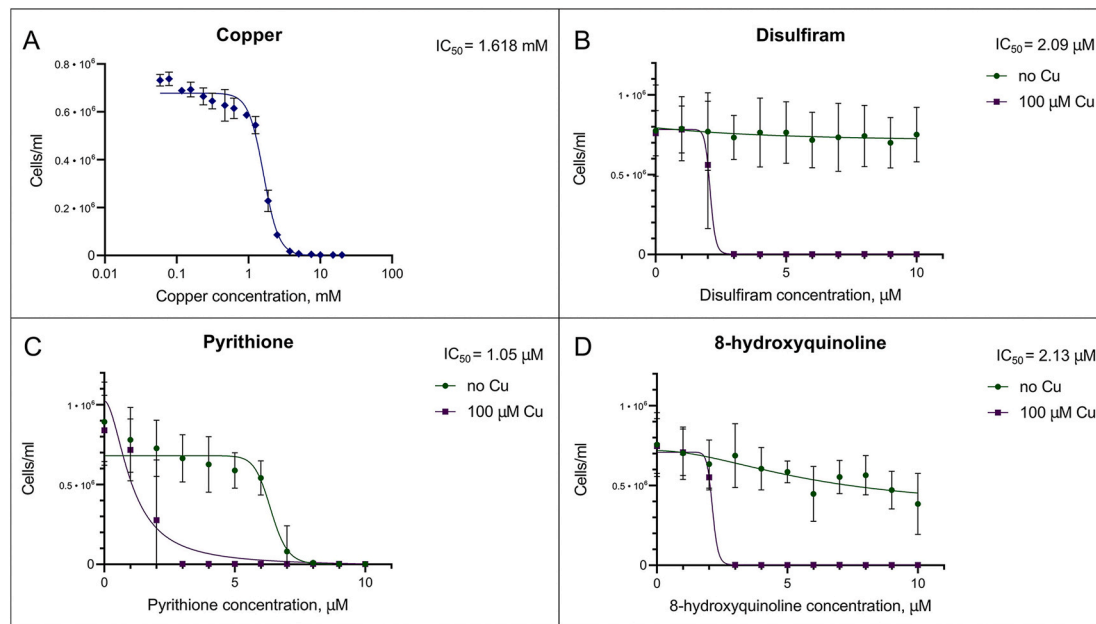 A
Copper
IC50 = 1.618 mM
0.8 • 10^6
0.6 • 10^6
0.4 • 10^6
0.2 • 10^6
0
Cells/ml
0.01 0.1 1 10 100
Copper concentration, mM
B
Disulfiram
IC50 = 2.09 µM
no Cu
100 µM Cu
1 • 10^6
0.5 • 10^6
0
Cells/ml
0 5 10
Disulfiram concentration, µM
C
Pyrithione
IC50 = 1.05 µM
no Cu
100 µM Cu
1 • 10^6
0.5 • 10^6
0
Cells/ml
0 5 10
Pyrithione concentration, µM
D
8-hydroxyquinoline
IC50 = 2.13 µM
no Cu
100 µM Cu
1 • 10^6
0.5 • 10^6
0
Cells/ml
0 5 10
8-hydroxyquinoline concentration, µM